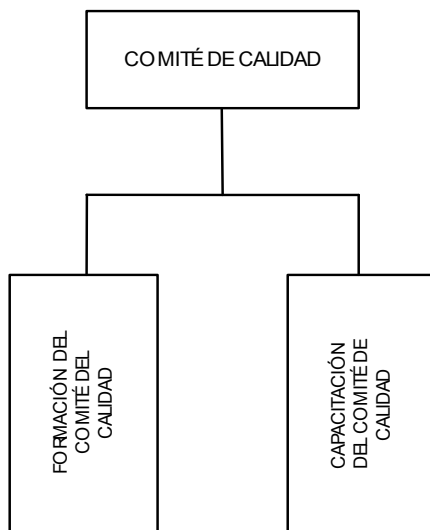 COMITÉ DE CALIDAD
FORMACIÓN DEL
COMITÉ DEL
CALIDAD
CAPACITACIÓN
DEL COMITÉ DE
CALIDAD